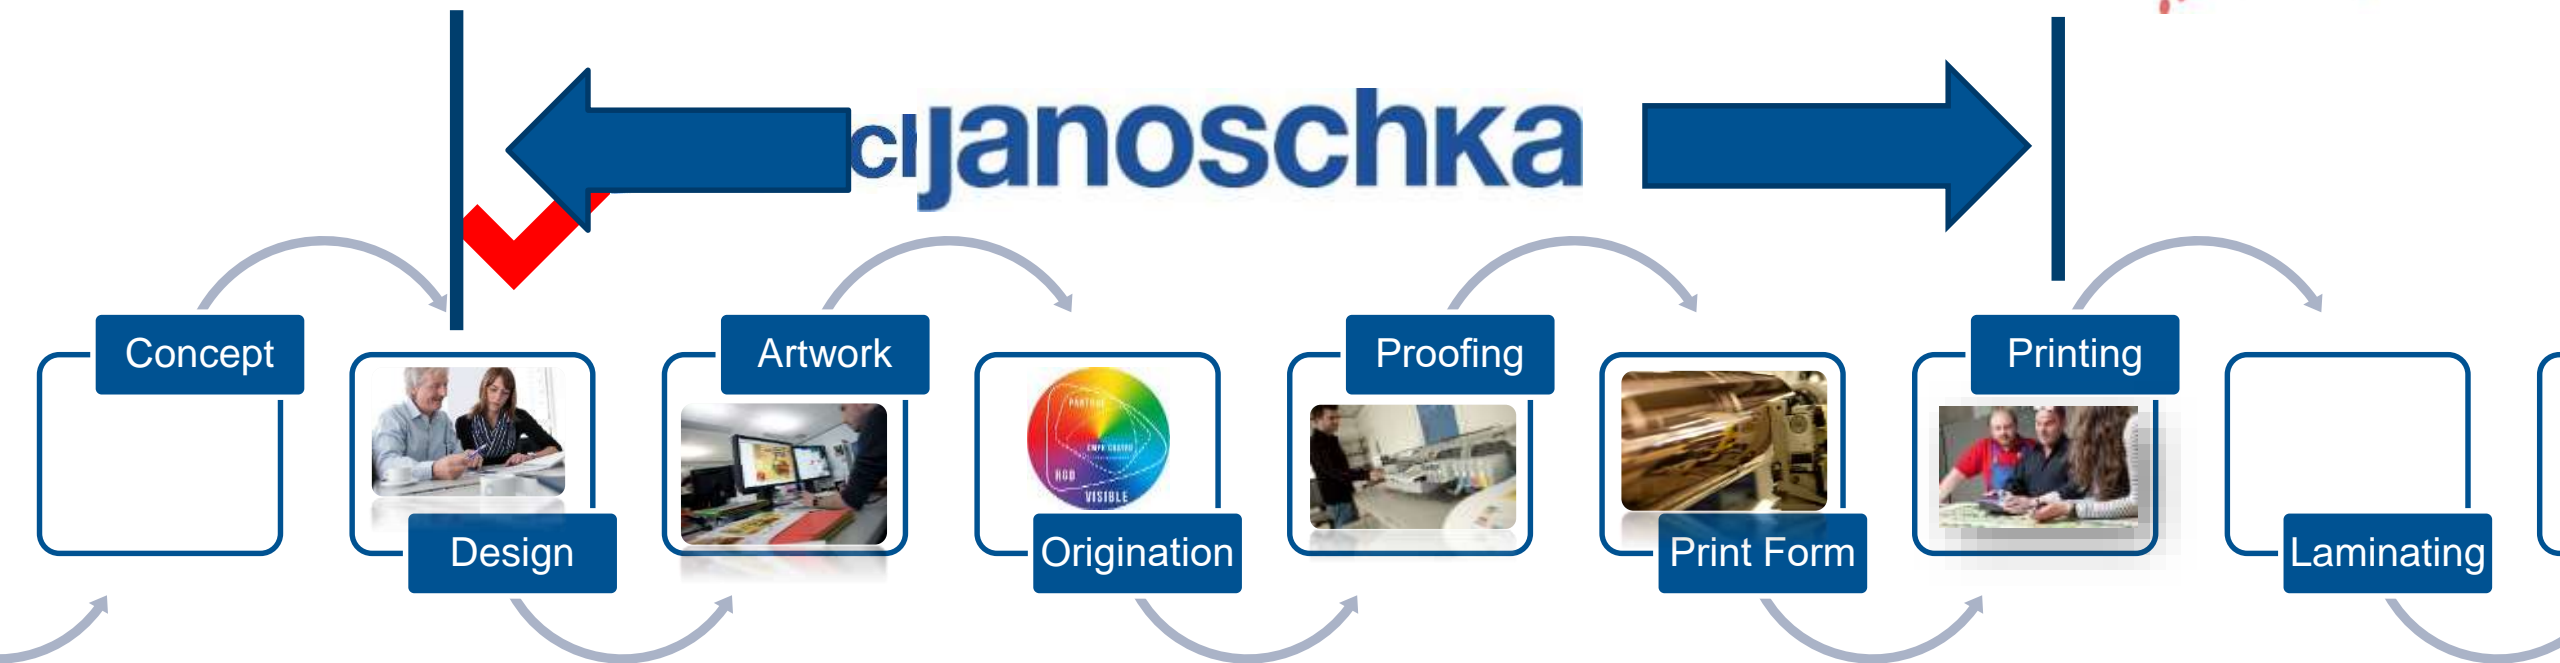 janoschka
Concept
Design
Artwork
PANTONE
CMYK
RGB
VISIBLE
Origination
Proofing
Print Form
Printing
Laminating